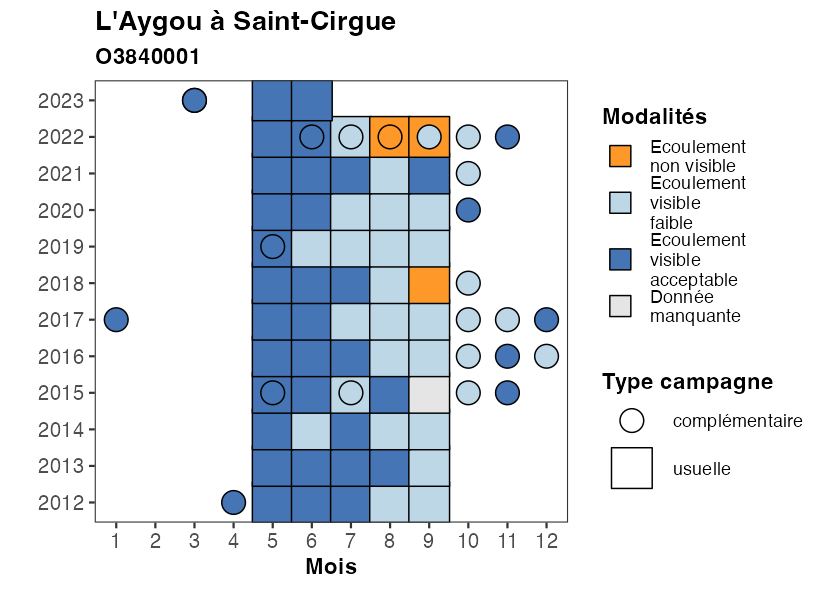 L'Aygou à Saint-Cirgue
O3840001
2023
2022
2021
2020
2019
2018
2017
2016
2015
2014
2013
2012
1 2 3 4 5 6 7 8 9 10 11 12
Mois
Modalités
Ecoulement
non visible
Ecoulement
visible
faible
Ecoulement
visible
acceptable
Donnée
manquante
Type campagne
complémentaire
usuelle